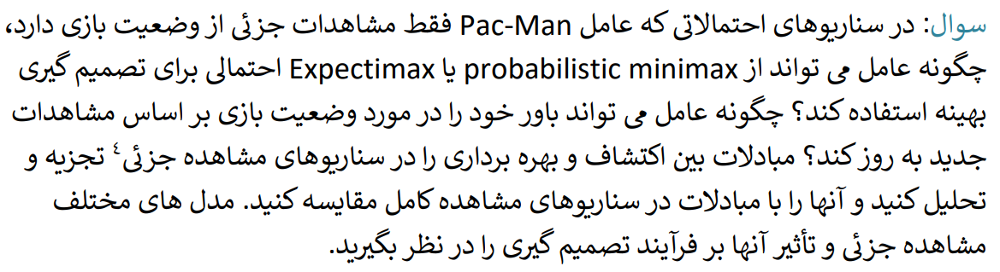 سوال: در سناریوهای احتمالاتی که عامل Pac-Man فقط مشاهدات جزئی از وضعیت بازی دارد،
چگونه عامل می تواند از probabilistic minimax یا Expectimax احتمالی برای تصمیم گیری
بهینه استفاده کند؟ چگونه عامل می تواند باور خود را در مورد وضعیت بازی بر اساس مشاهدات
جدید به روز کند؟ مبادلات بین اکتشاف و بهره برداری را در سناریوهای مشاهده جزئی٤ تجزیه و
تحلیل کنید و آنها را با مبادلات در سناریوهای مشاهده کامل مقایسه کنید. مدل های مختلف
مشاهده جزئی و تأثیر آنها بر فرآیند تصمیم گیری را در نظر بگیرید.